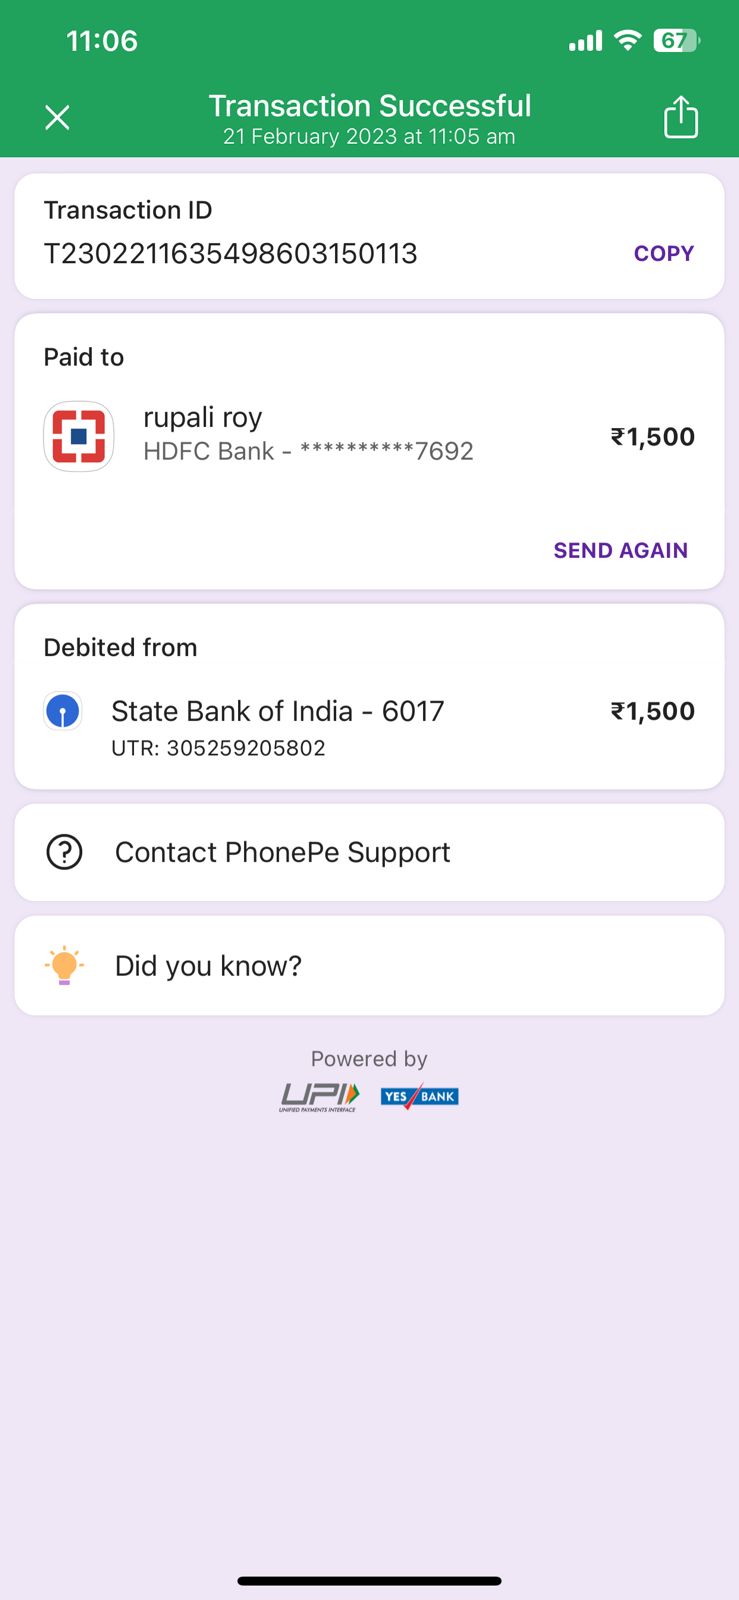 11:06
67
Transaction Successful
21 February 2023 at 11:05 am
Transaction ID
T2302211635498603150113
COPY
Paid to
rupali roy
₹1,500
HDFC Bank - **********7692
SEND AGAIN
Debited from
State Bank of India - 6017
₹1,500
UTR: 305259205802
Contact PhonePe Support
Did you know?
Powered by
UPI
UNIFIED PAYMENTS INTERFACE
YES BANK